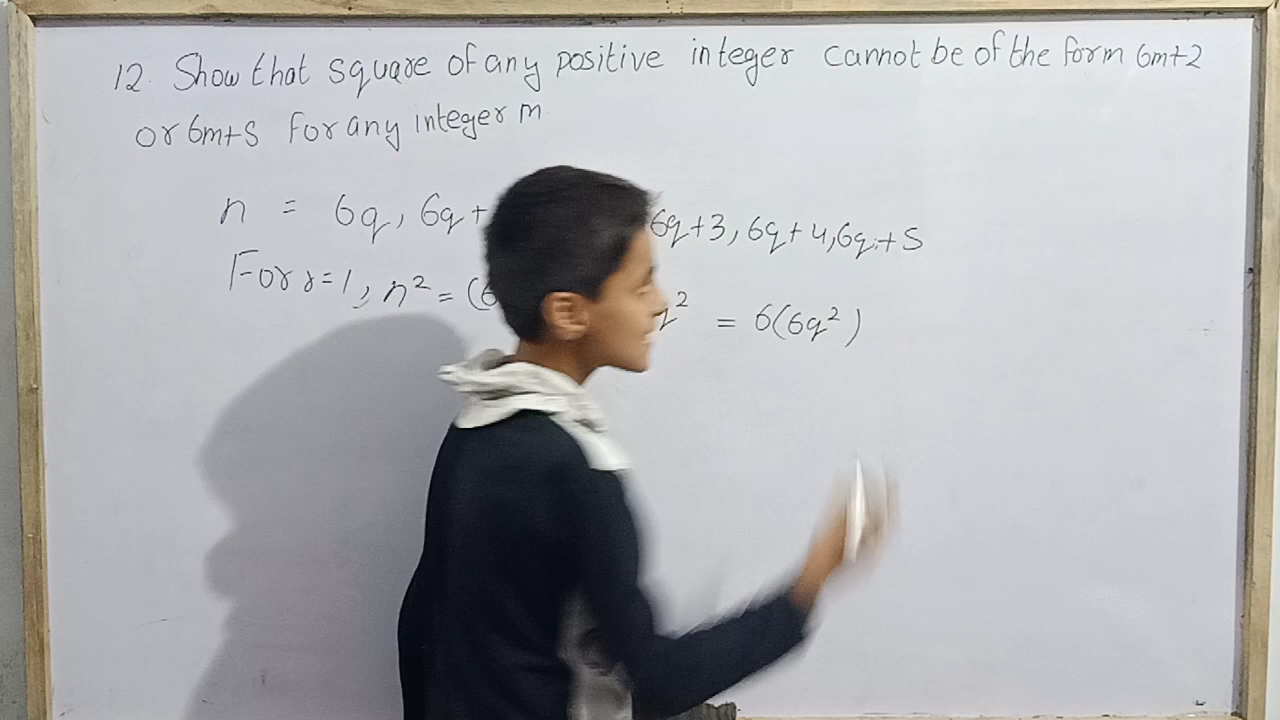 12. Show that square of any positive integer cannot be of the form 6m+2
or 6m+5 for any integer m
n = 6q, 6q+ 6q+3, 6q+4, 6q+5
For r=1, n² = (6 q² = 6(6q²)